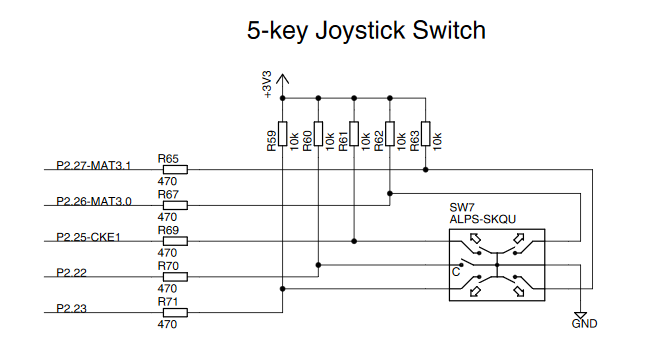 5-key Joystick Switch
+3V3
R59
10k
R60
10k
R61
10k
R62
10k
R63
10k
P2.27-MAT3.1
R65
470
P2.26-MAT3.0
R67
470
P2.25-CKE1
R69
470
P2.22
R70
470
P2.23
R71
470
SW7
ALPS-SKQU
C
GND